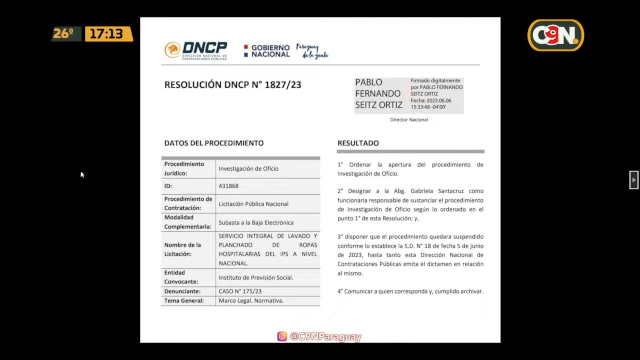 26º 17:13
C9N
DNCP
DIRECCIÓN NACIONAL DE
CONTRATACIONES PÚBLICAS
GOBIERNO
NACIONAL
Paraguay
de la gente
RESOLUCIÓN DNCP N° 1827/23
PABLO
FERNANDO
SEITZ ORTIZ
Firmado digitalmente
por PABLO FERNANDO
SEITZ ORTIZ
Fecha: 2023.06.06
15:33:48 -04'00'
Director Nacional
DATOS DEL PROCEDIMIENTO
Procedimiento
Jurídico:
Investigación de Oficio
ID:
431868
Procedimiento de
Contratación:
Licitación Pública Nacional
Modalidad
Complementaria:
Subasta a la Baja Electrónica
Nombre de la
Licitación:
SERVICIO INTEGRAL DE LAVADO Y
PLANCHADO DE ROPAS
HOSPITALARIAS DEL IPS A NIVEL
NACIONAL.
Entidad
Convocante:
Instituto de Previsión Social.
Denunciante:
CASO N° 175/23
Tema General:
Marco Legal. Normativa.
RESULTADO
1° Ordenar la apertura del procedimiento de
Investigación de Oficio.
2° Designar a la Abg. Gabriela Santacruz como
funcionaria responsable de sustanciar el procedimiento
de Investigación de Oficio según lo ordenado en el
punto 1° de esta Resolución; y,
3° disponer que el procedimiento quedara suspendido
conforme lo establece la S.D. N° 18 de fecha 5 de junio
de 2023, hasta tanto esta Dirección Nacional de
Contrataciones Públicas emita el dictamen en relación
al mismo.
4° Comunicar a quien corresponda y, cumplido archivar.
@C9NParaguay